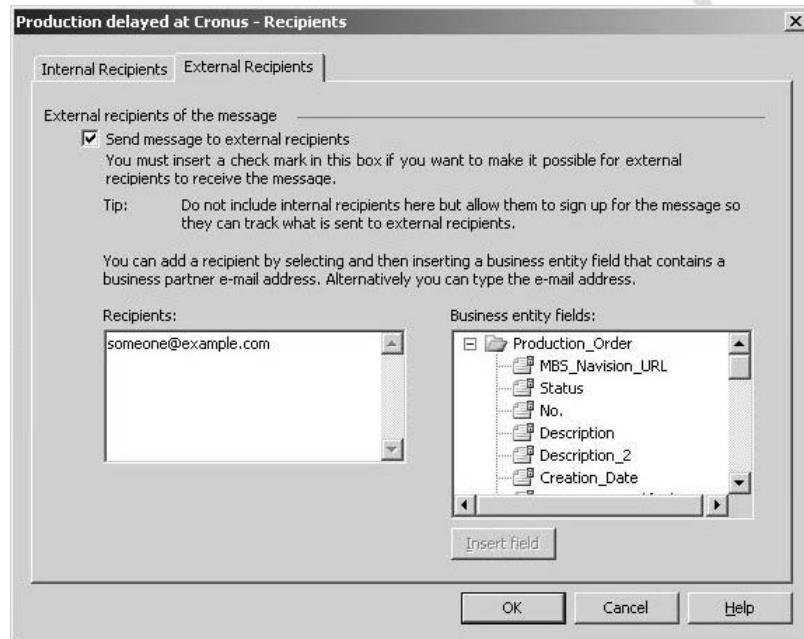 Production delayed at Cronus - Recipients
Internal Recipients
External Recipients
External recipients of the message
Send message to external recipients
You must insert a check mark in this box if you want to make it possible for external
recipients to receive the message.
Tip: Do not include internal recipients here but allow them to sign up for the message so
they can track what is sent to external recipients.
You can add a recipient by selecting and then inserting a business entity field that contains a
business partner e-mail address. Alternatively you can type the e-mail address.
Recipients:
someone@example.com
Business entity fields:
Production_Order
MBS_Navision_URL
Status
No.
Description
Description_2
Creation_Date
Insert field
OK
Cancel
Help